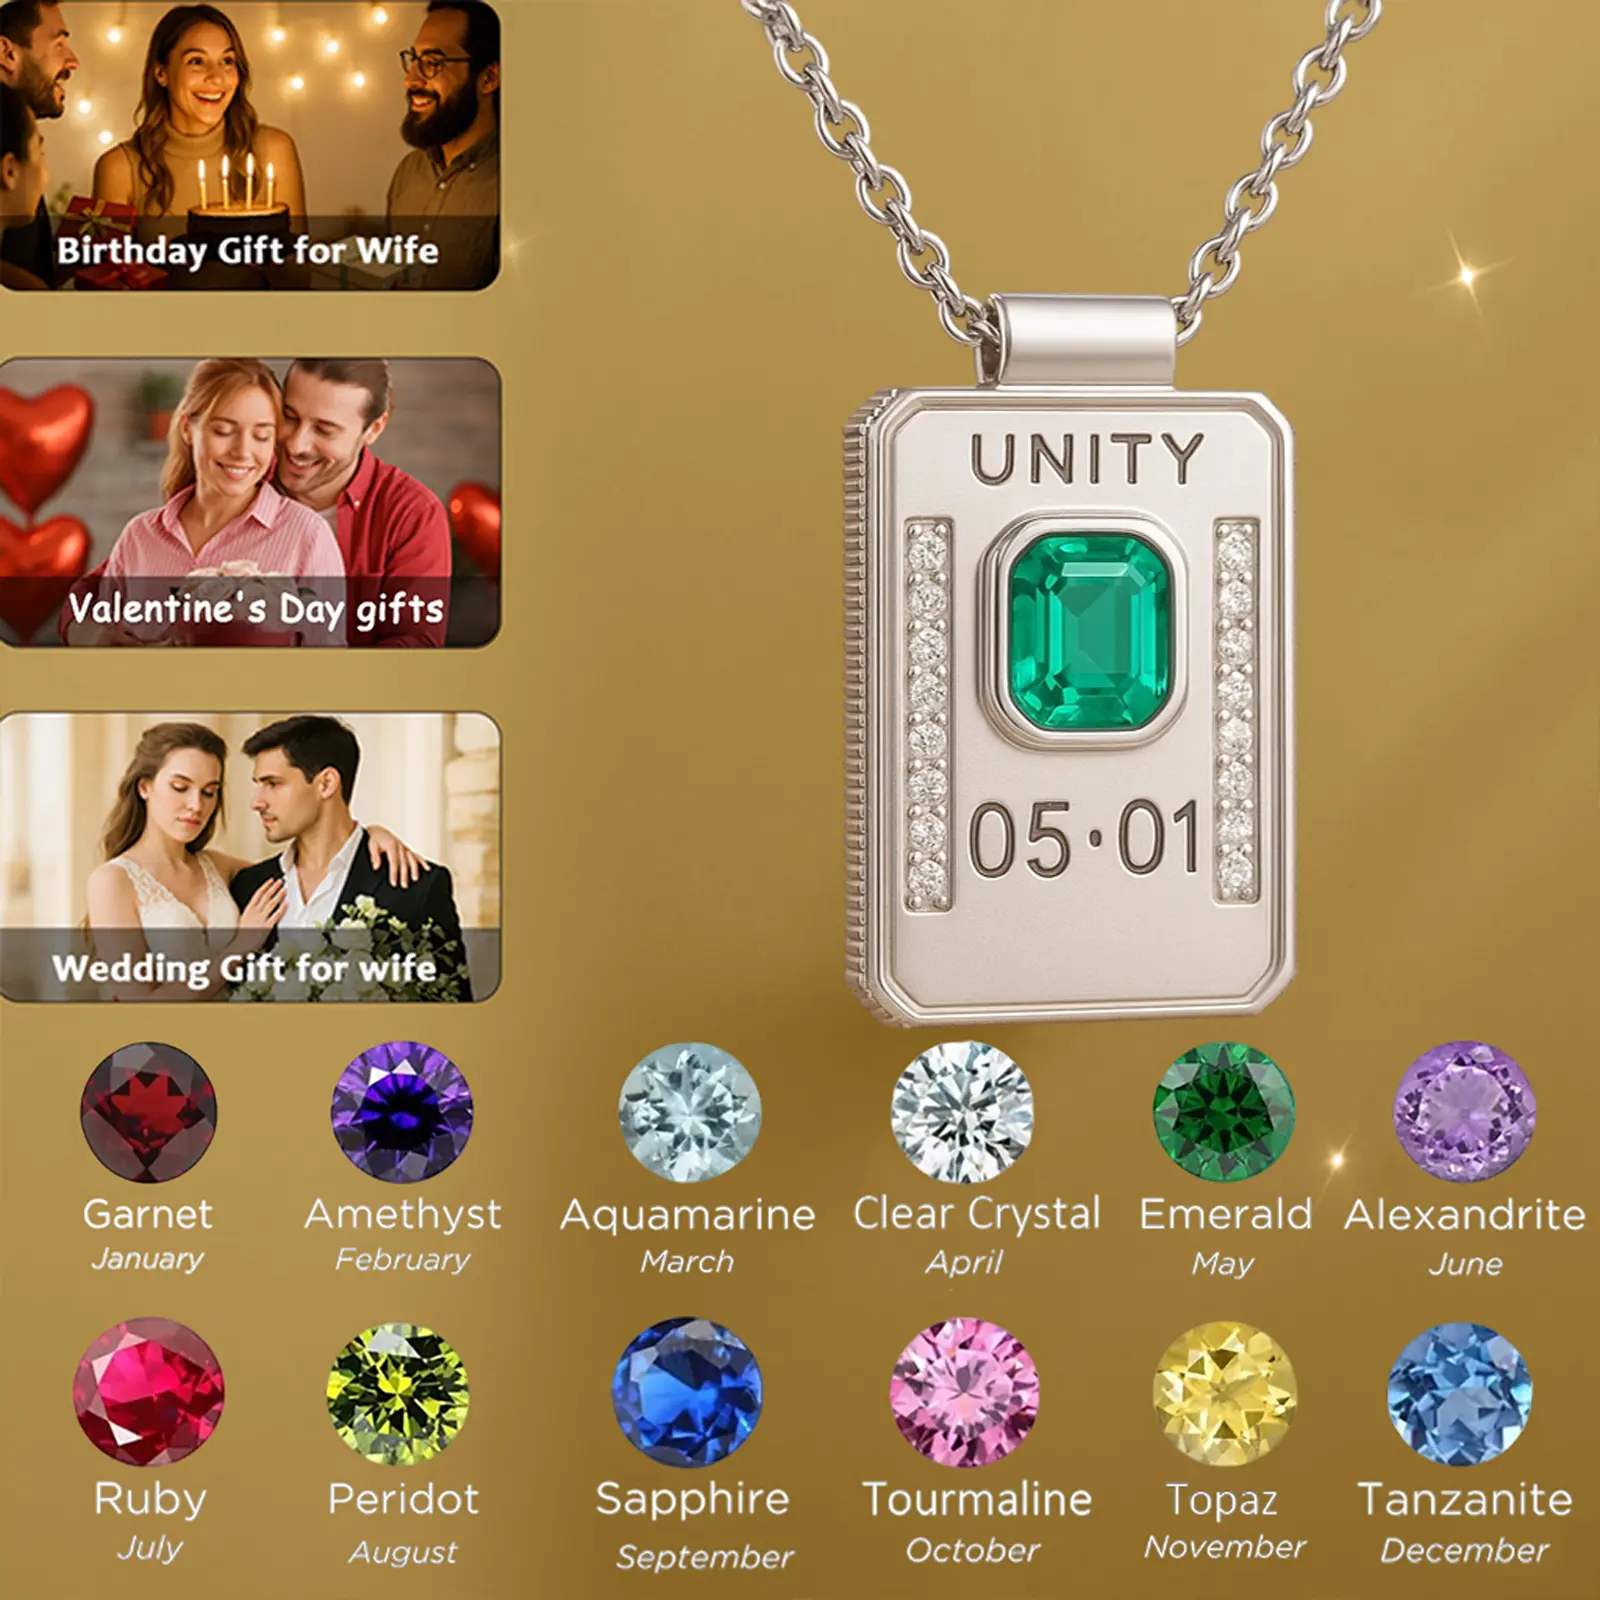 Birthday Gift for Wife
Valentine's Day gifts
Wedding Gift for wife
UNITY
05·01
Garnet
January
Amethyst
February
Aquamarine
March
Clear Crystal
April
Emerald
May
Alexandrite
June
Ruby
July
Peridot
August
Sapphire
September
Tourmaline
October
Topaz
November
Tanzanite
December